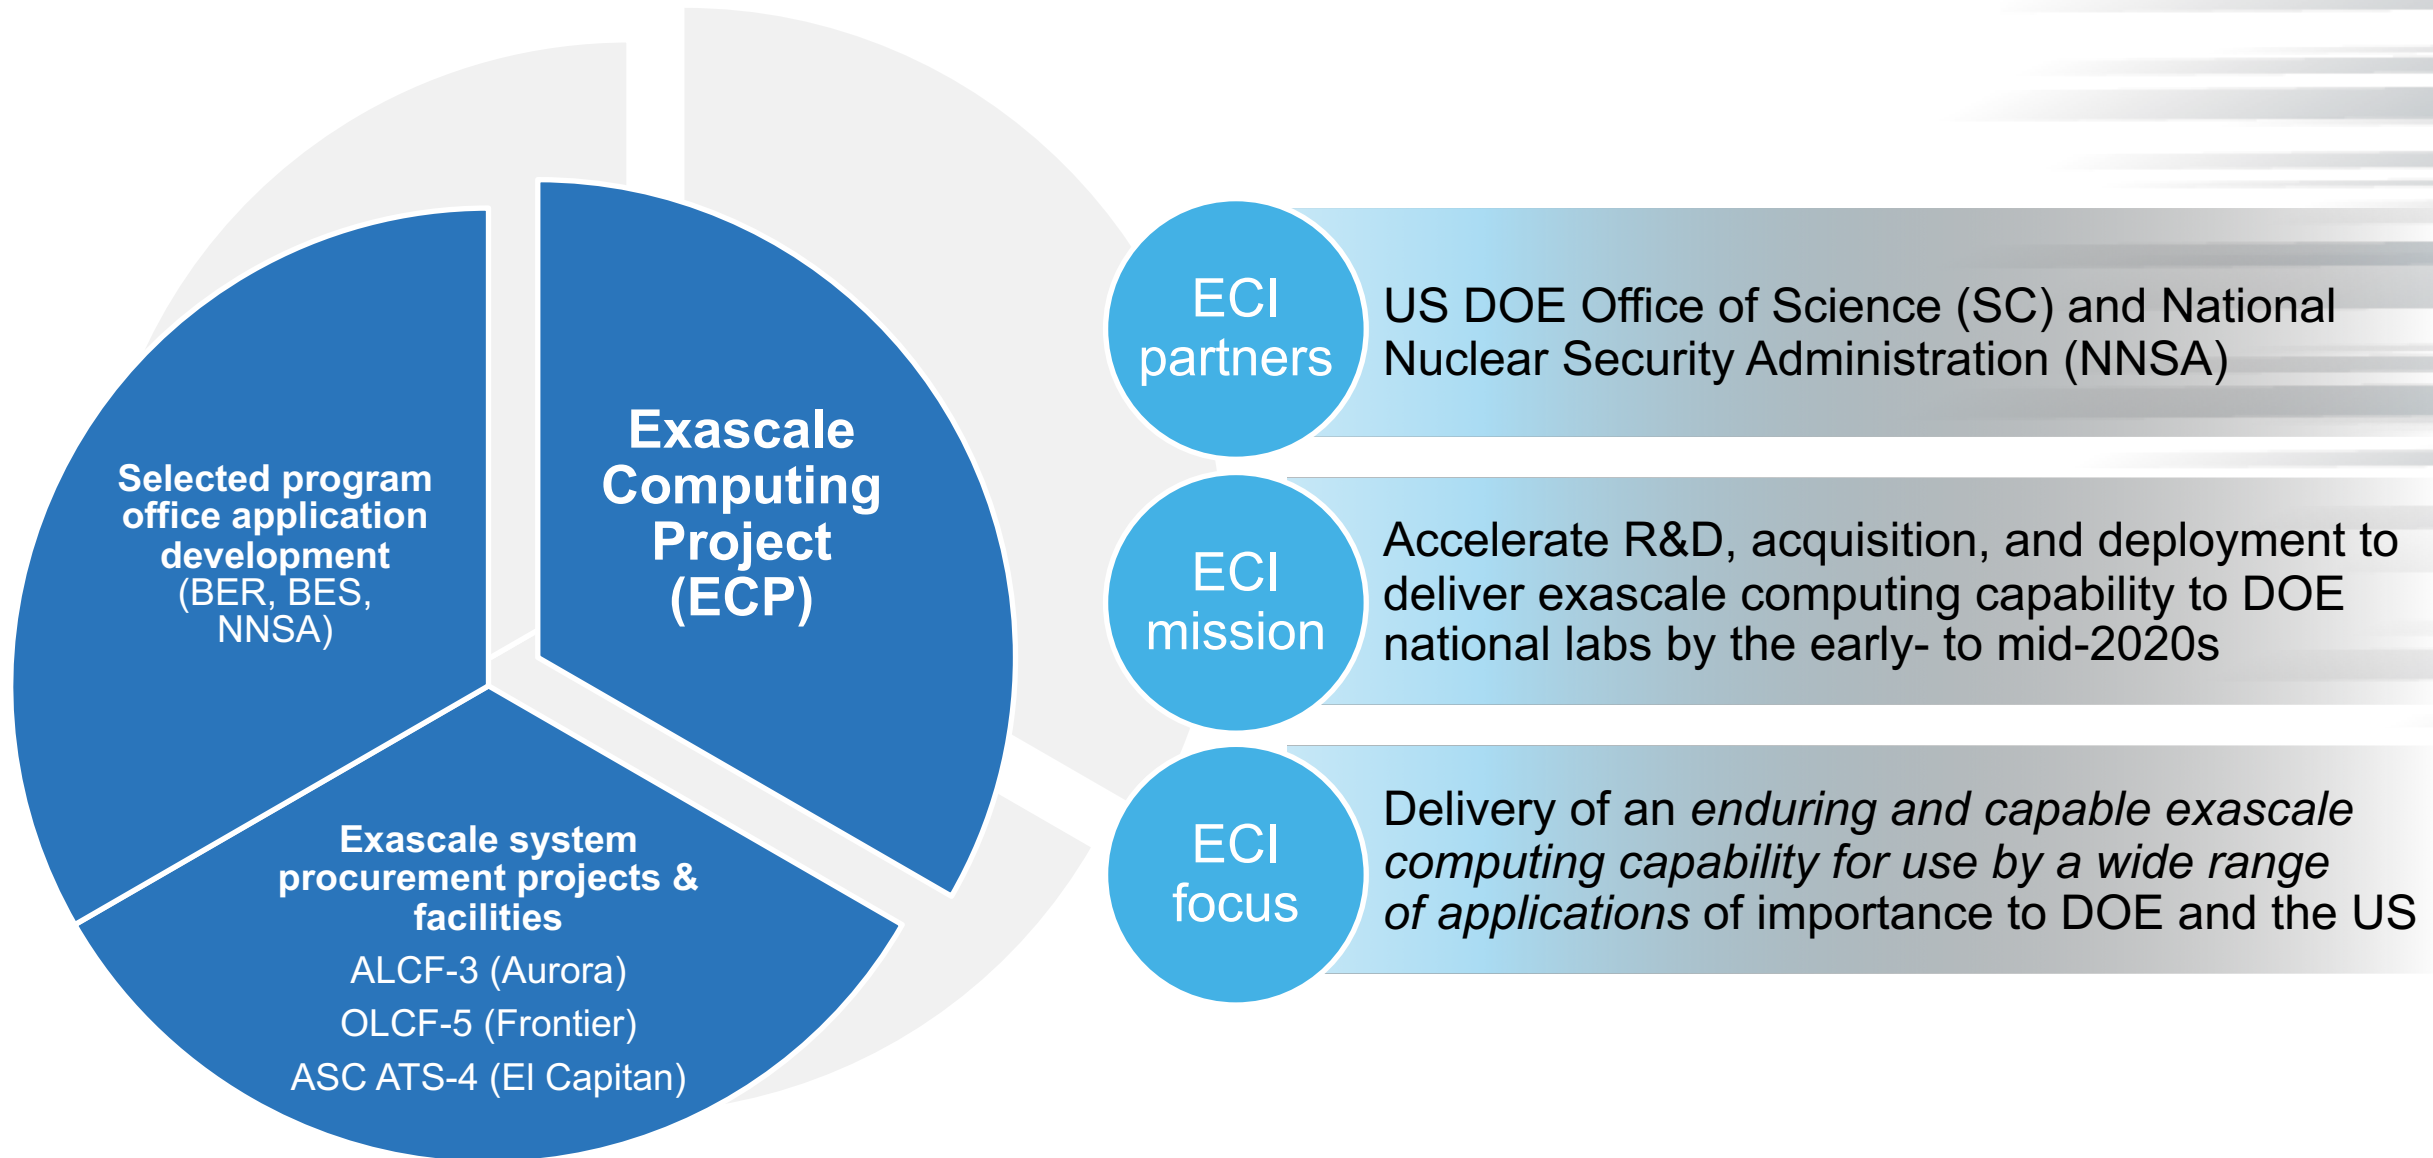 Selected program
office application
development
(BER, BES,
NNSA)
Exascale
Computing
Project
(ECP)
Exascale system
procurement projects &
facilities
ALCF-3 (Aurora)
OLCF-5 (Frontier)
ASC ATS-4 (El Capitan)
ECI
partners
US DOE Office of Science (SC) and National
Nuclear Security Administration (NNSA)
ECI
mission
Accelerate R&D, acquisition, and deployment to
deliver exascale computing capability to DOE
national labs by the early- to mid-2020s
ECI
focus
Delivery of an enduring and capable exascale
computing capability for use by a wide range
of applications of importance to DOE and the US